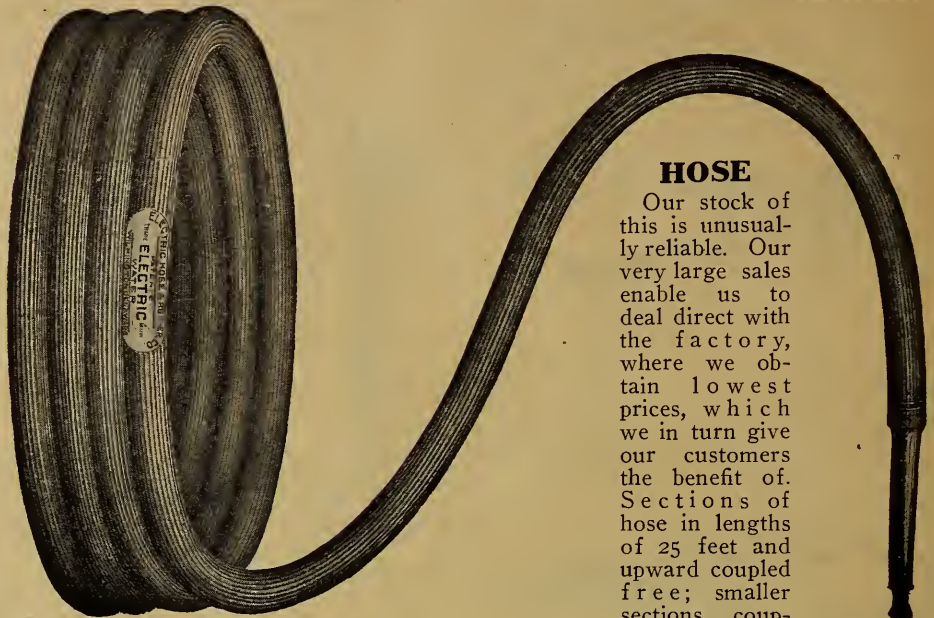 ELECTRIC
HOSE
Our stock of
this is unusual-
ly reliable. Our
very large sales
enable us to
deal direct with
the factory,
where we ob-
tain lowest
prices, which
we in turn give
our customers
the benefit of.
Sections of
hose in lengths
of 25 feet and
upward coupled
free; smaller
sections coup-